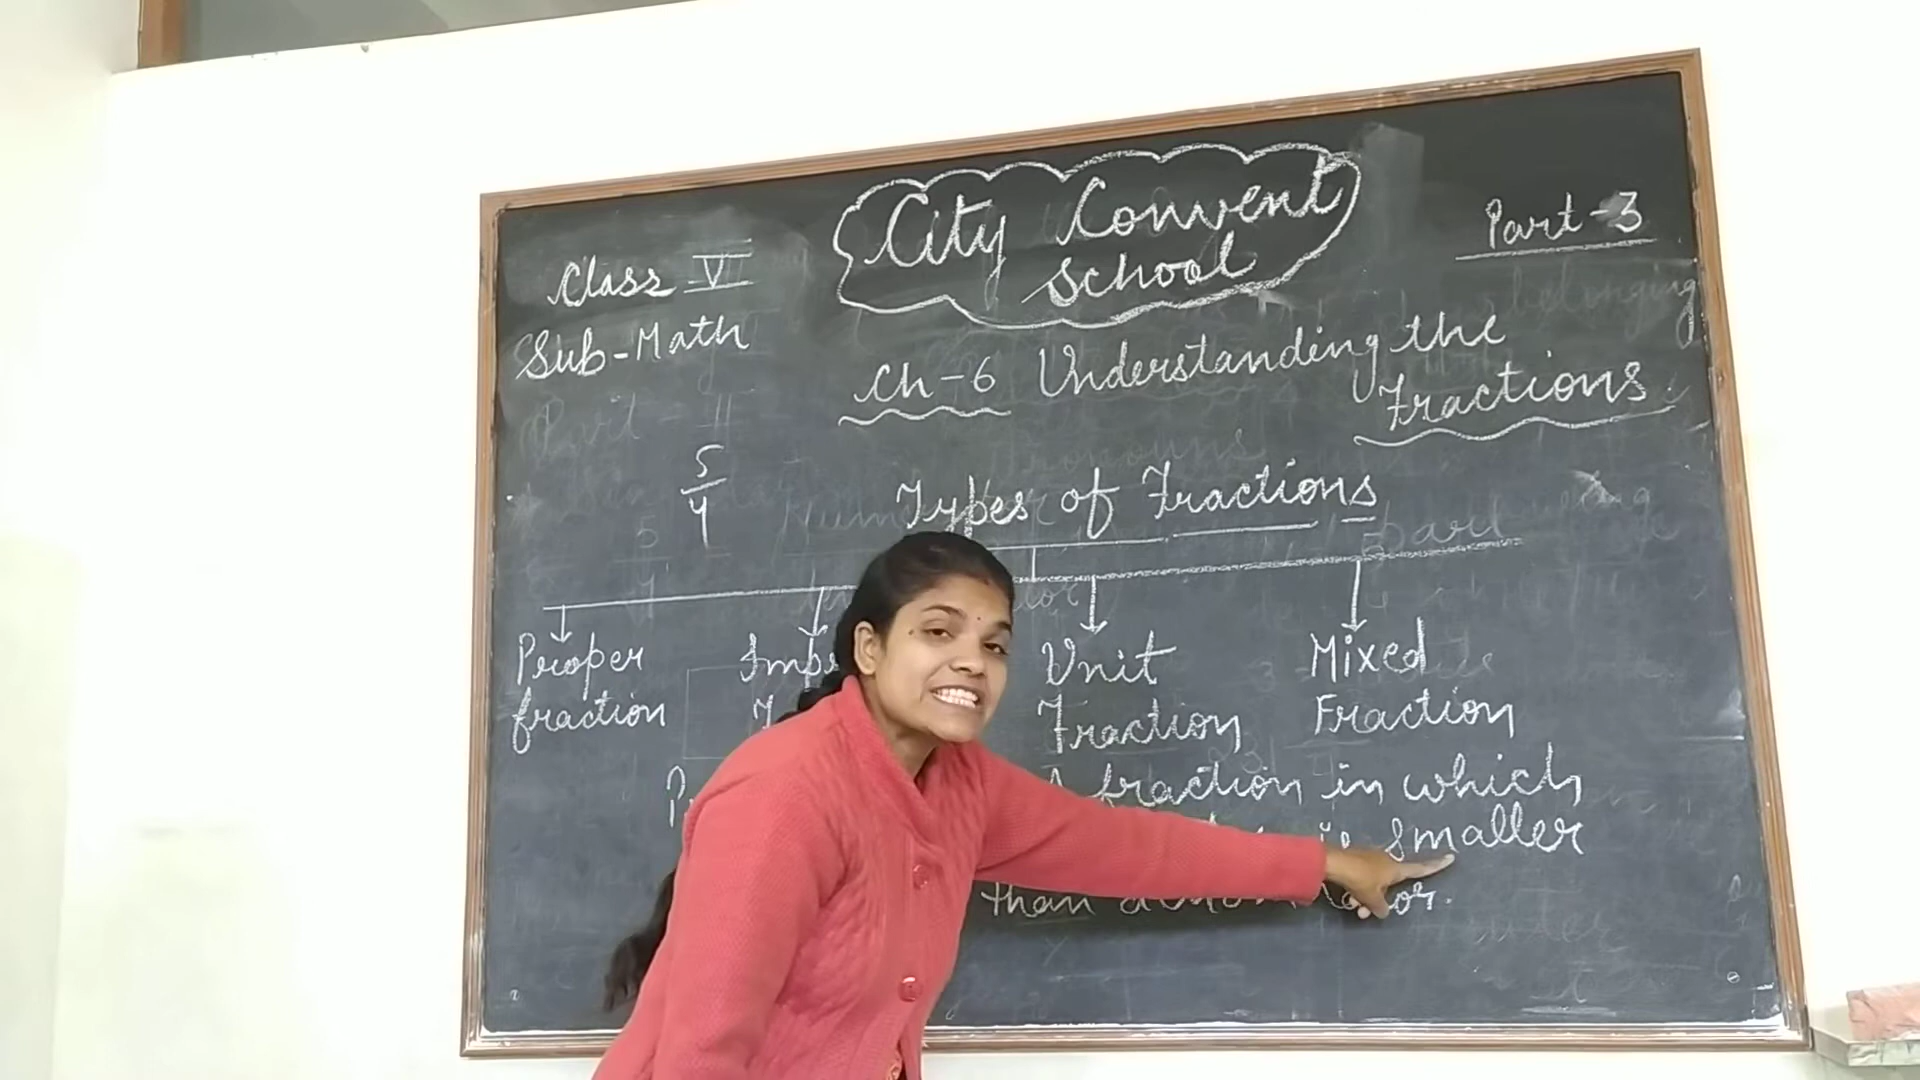 City Convent
School
Part-3
Class-V
Sub-Math
Ch-6 Understanding the
Fractions
5
4
Types of Fractions
Proper
fraction
Unit
Fraction
Mixed
Fraction
fraction in which
is smaller
than